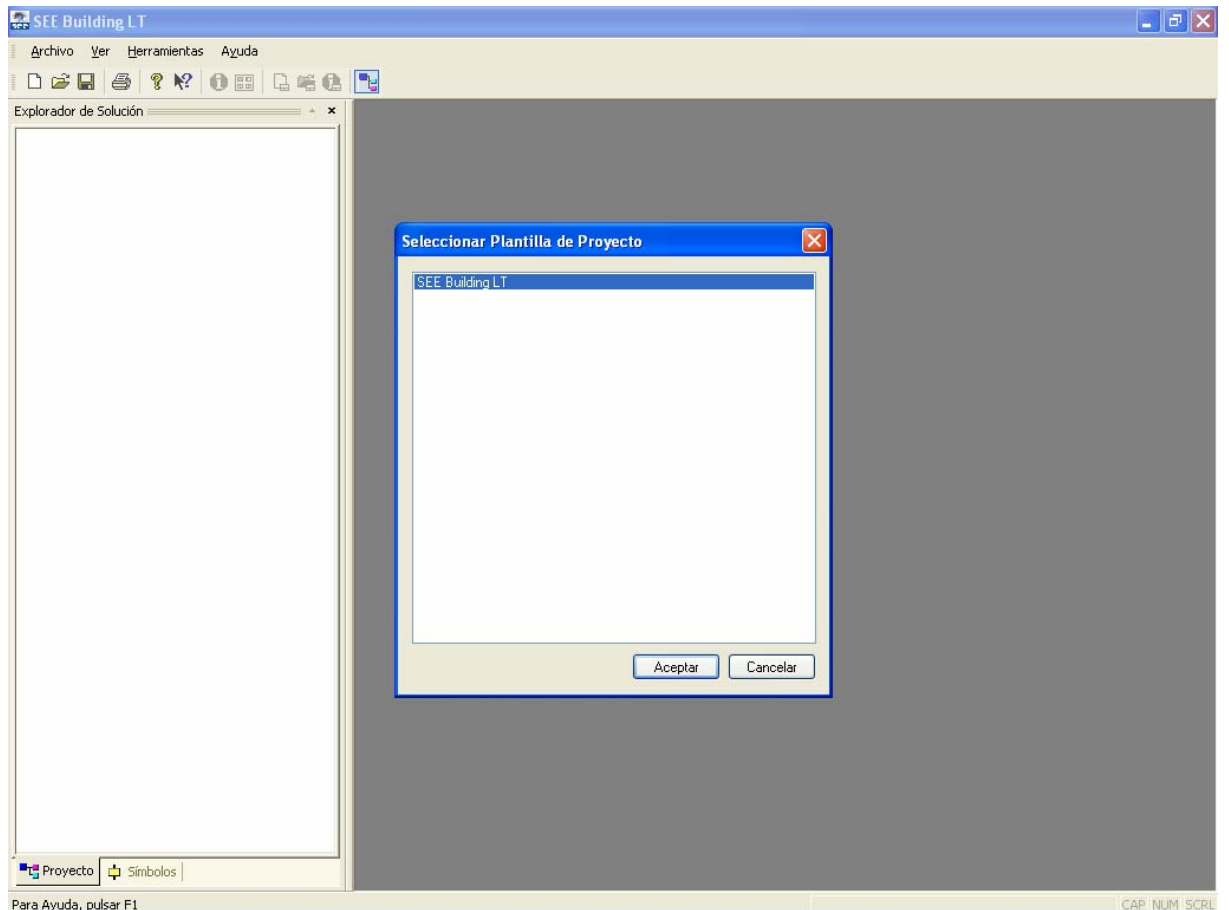 SEE Building LT
Archivo Ver Herramientas Ayuda
Explorador de Solución
Seleccionar Plantilla de Proyecto
SEE Building LT
Aceptar Cancelar
Proyecto Símbolos
Para Ayuda, pulsar F1
CAP NUM SCRL